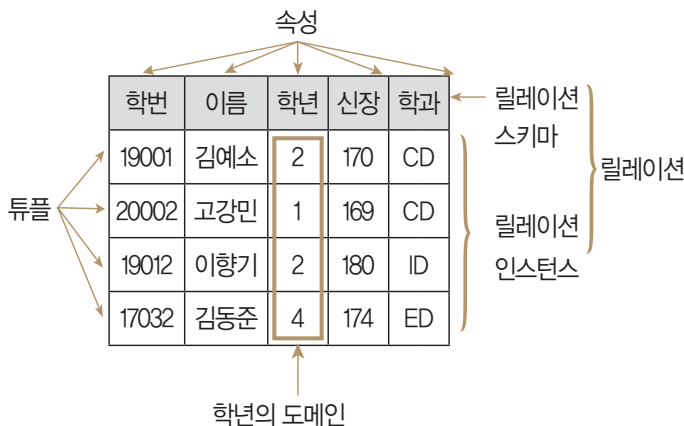 속성
학번 이름 학년 신장 학과
릴레이션
스키마
릴레이션
19001 김예소 2 170 CD
튜플
20002 고강민 1 169 CD
릴레이션
인스턴스
19012 이향기 2 180 ID
17032 김동준 4 174 ED
학년의 도메인